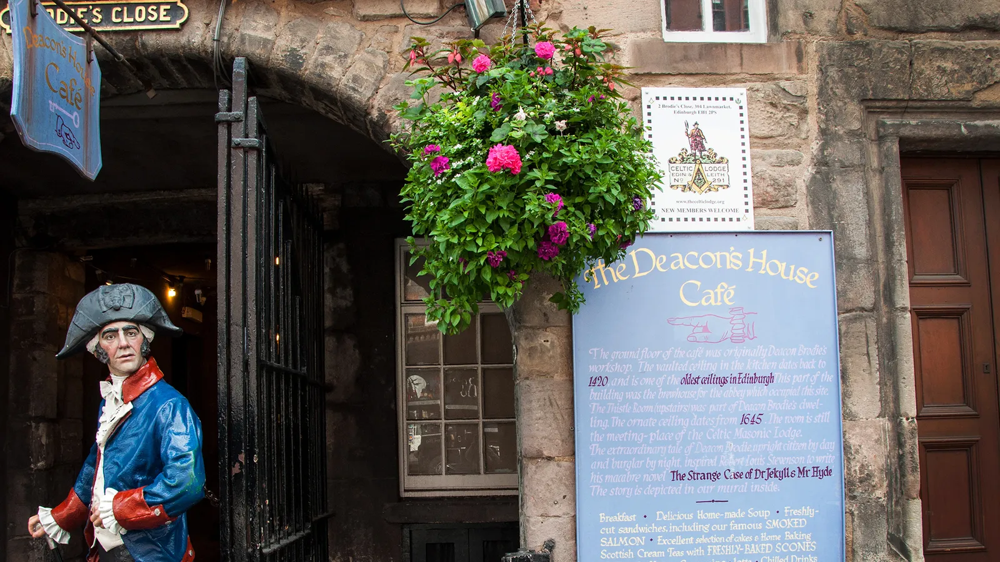 ODIE'S CLOSE
Deacon's House
Café
2 Brodie's Close, 304 Lawnmarket,
Edinburgh EH1 2PS
CELTIC LODGE
EDINR & LEITH
No 291
www.thecelticlodge.org
NEW MEMBERS WELCOME
the Deacon's House
Café
The ground floor of the café was originally Deacon Brodie's
workshop. The vaulted ceiling in the kitchen dates back to
1420, and is one of the oldest ceilings in Edinburgh This part of the
building was the brewhouse for the abbey which occupied this site.
The Thistle Room (upstairs) was part of Deacon Brodie's dwel-
ling. The ornate ceiling dates from 1645. The room is still
the meeting-place of the Celtic Masonic Lodge.
The extraordinary tale of Deacon Brodie, upright citizen by day
and burglar by night, inspired Robert Louis Stevenson to write
his macabre novel The Strange Case of Dr Jekyll & Mr Hyde
The story is depicted in our mural inside.
Breakfast • Delicious Home-made Soup • Freshly-
cut sandwiches, including our famous SMOKED
SALMON • Excellent selection of cakes & Home Baking
Scottish Cream Teas with FRESHLY-BAKED SCONES
Chilled Drinks